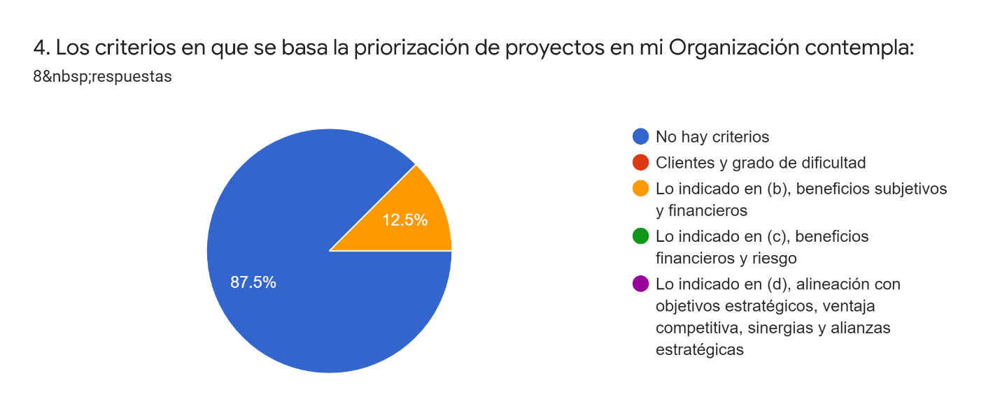 4. Los criterios en que se basa la priorización de proyectos en mi Organización contempla:
8&nbsp;respuestas
No hay criterios
Clientes y grado de dificultad
Lo indicado en (b), beneficios subjetivos
y financieros
Lo indicado en (c), beneficios
financieros y riesgo
Lo indicado en (d), alineación con
objetivos estratégicos, ventaja
competitiva, sinergias y alianzas
estratégicas
12.5%
87.5%